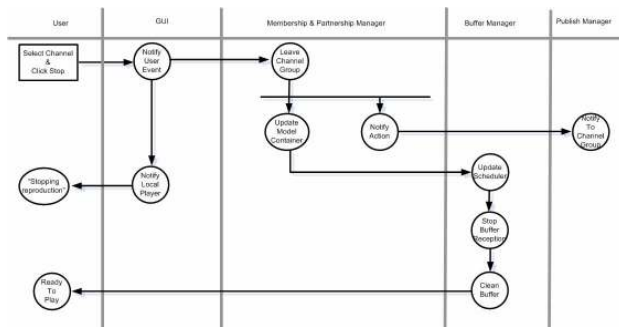 User
GUI
Membership & Partnership Manager
Buffer Manager
Publish Manager
Select Channel
&
Click Stop
Notify
User
Event
Leave
Channel
Group
Update
Model
Container
Notify
Action
Notify
To
Channel
Group
"Stopping
reproduction"
Notify
Local
Player
Update
Scheduler
Stop
Buffer
Reception
Ready
To
Play
Clean
Buffer